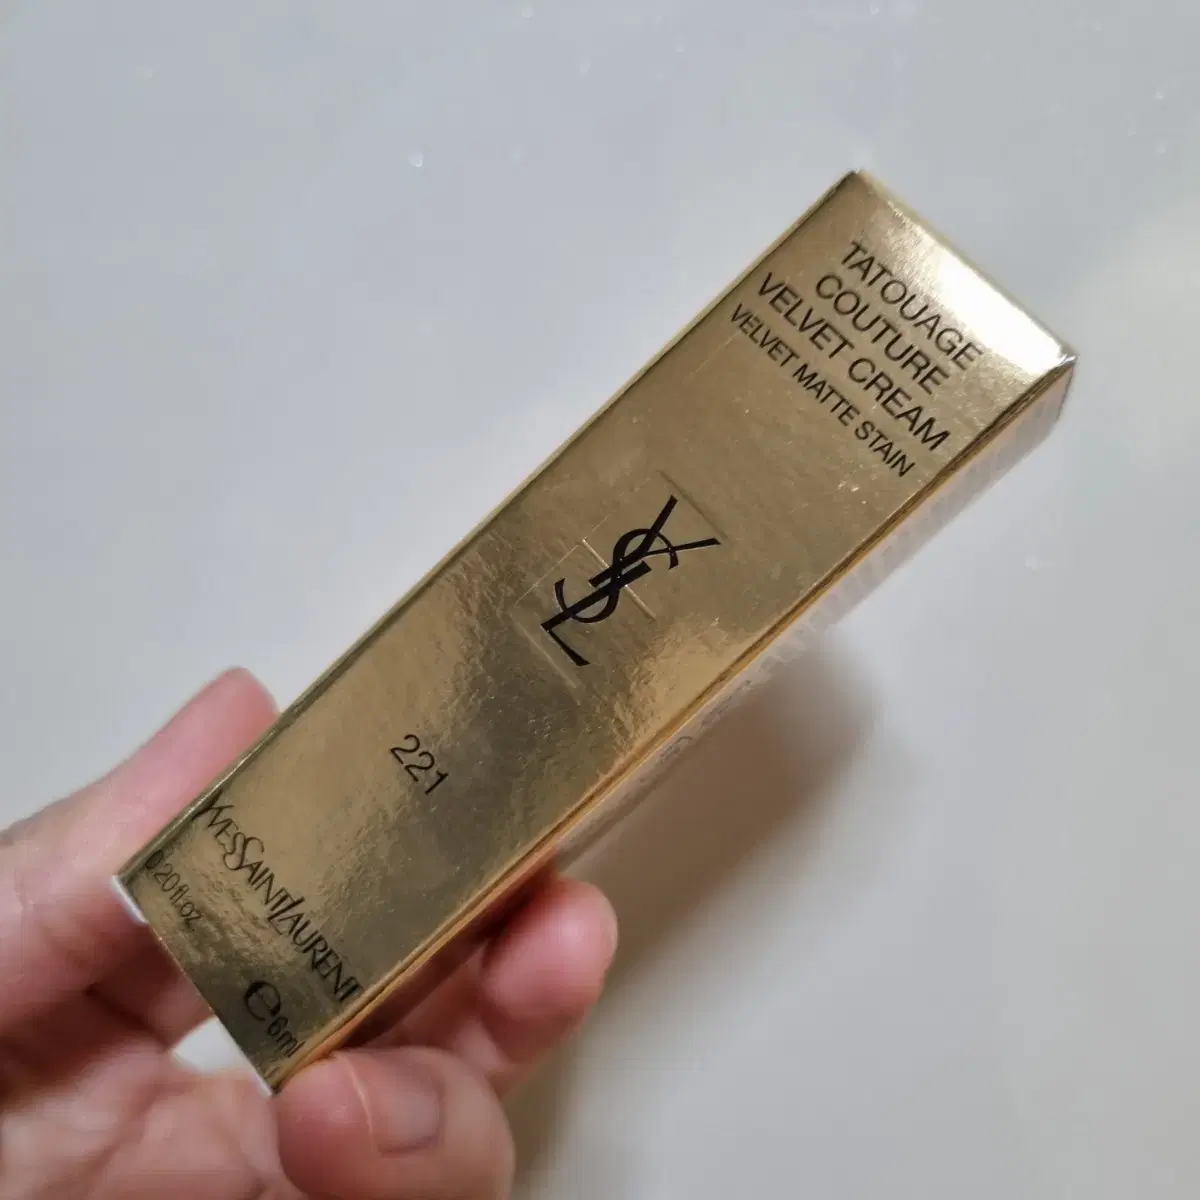 TATOUAGE
COUTURE
VELVET CREAM
VELVET MATTE STAIN
YSL
221
YVESSAINTLAURENT
0.20 fl.oz. e 6ml